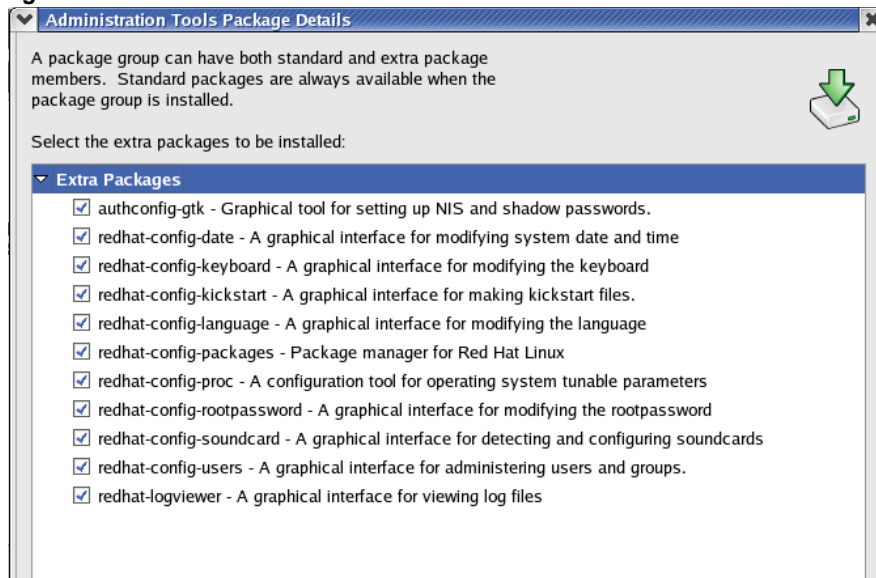 Administration Tools Package Details
A package group can have both standard and extra package
members. Standard packages are always available when the
package group is installed.
Select the extra packages to be installed:
Extra Packages
authconfig-gtk - Graphical tool for setting up NIS and shadow passwords.
redhat-config-date - A graphical interface for modifying system date and time
redhat-config-keyboard - A graphical interface for modifying the keyboard
redhat-config-kickstart - A graphical interface for making kickstart files.
redhat-config-language - A graphical interface for modifying the language
redhat-config-packages - Package manager for Red Hat Linux
redhat-config-proc - A configuration tool for operating system tunable parameters
redhat-config-rootpassword - A graphical interface for modifying the rootpassword
redhat-config-soundcard - A graphical interface for detecting and configuring soundcards
redhat-config-users - A graphical interface for administering users and groups.
redhat-logviewer - A graphical interface for viewing log files